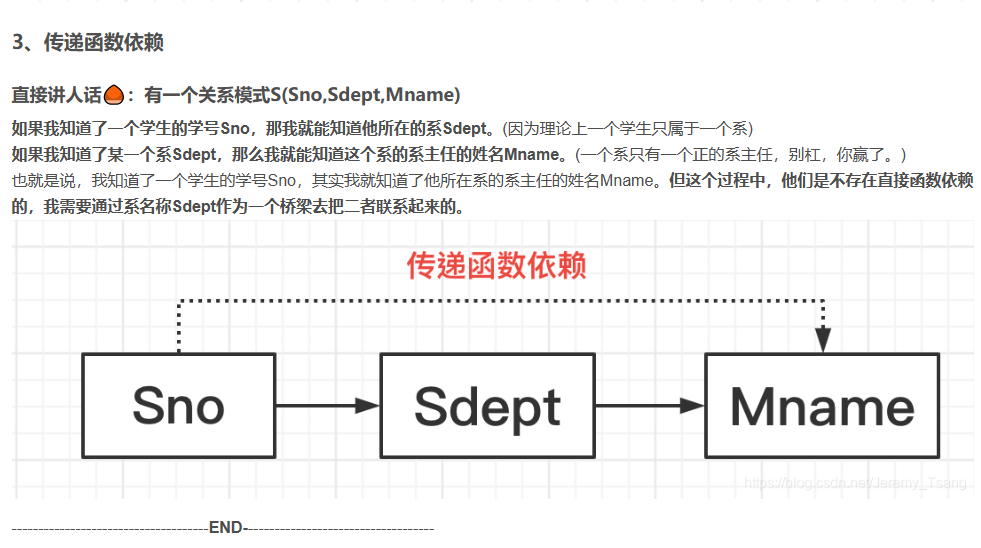 3、传递函数依赖
直接讲人话🌰：有一个关系模式S(Sno,Sdept,Mname)
如果我知道了一个学生的学号Sno，那我就能知道他所在的系Sdept。(因为理论上一个学生只属于一个系)
如果我知道了某一个系Sdept，那么我就能知道这个系的系主任的姓名Mname。(一个系只有一个正的系主任，别杠，你赢了。)
也就是说，我知道了一个学生的学号Sno，其实我就知道了他所在系的系主任的姓名Mname。但这个过程中，他们是不存在直接函数依赖
的，我需要通过系名称Sdept作为一个桥梁去把二者联系起来的。
传递函数依赖
Sno Sdept Mname
https://blog.csdn.net/Jeremy_Tsang
-------------------------------------END-----------------------------------